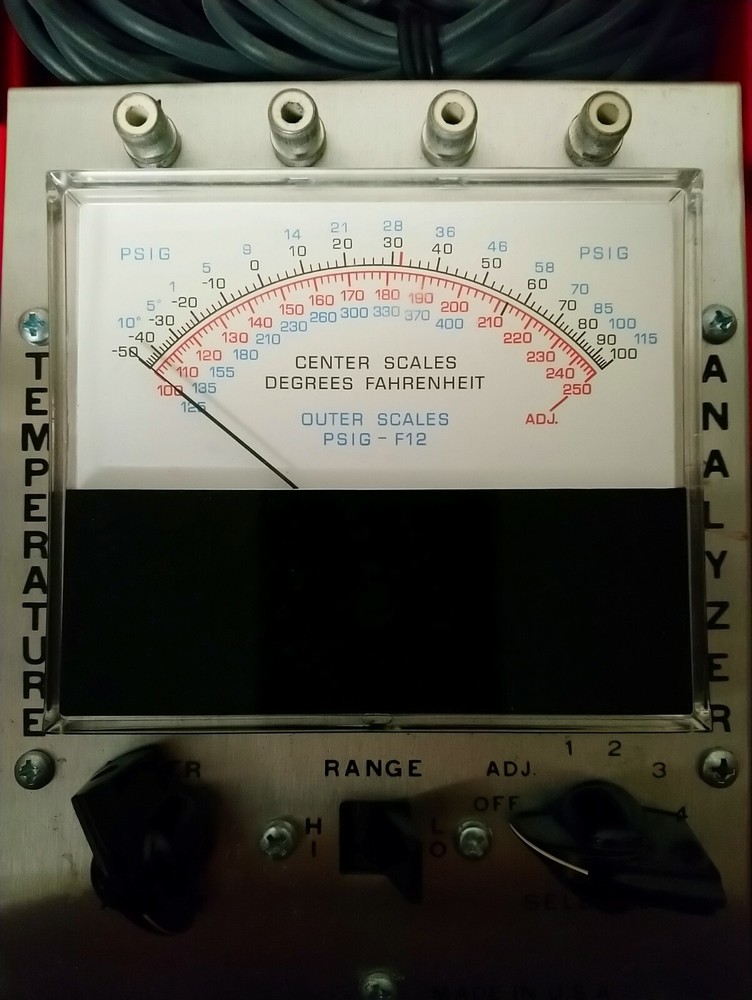 PSIG
PSIG
10" 5" 1 5 9 14 21 28 36 46 58 70 85 100 115
-50 -40 -30 -20 -10 0 10 20 30 40 50 60 70 80 90 100
100 110 120 130 140 150 160 170 180 190 200 210 220 230 240 250
125 135 155 180 210 230 260 300 330 370 400
CENTER SCALES
DEGREES FAHRENHEIT
OUTER SCALES
PSIG - F12
ADJ.
TEMPERATURE
ANALYZER
RANGE
HI
LO
ADJ.
OFF
1 2 3 4
MADE IN U.S.A.